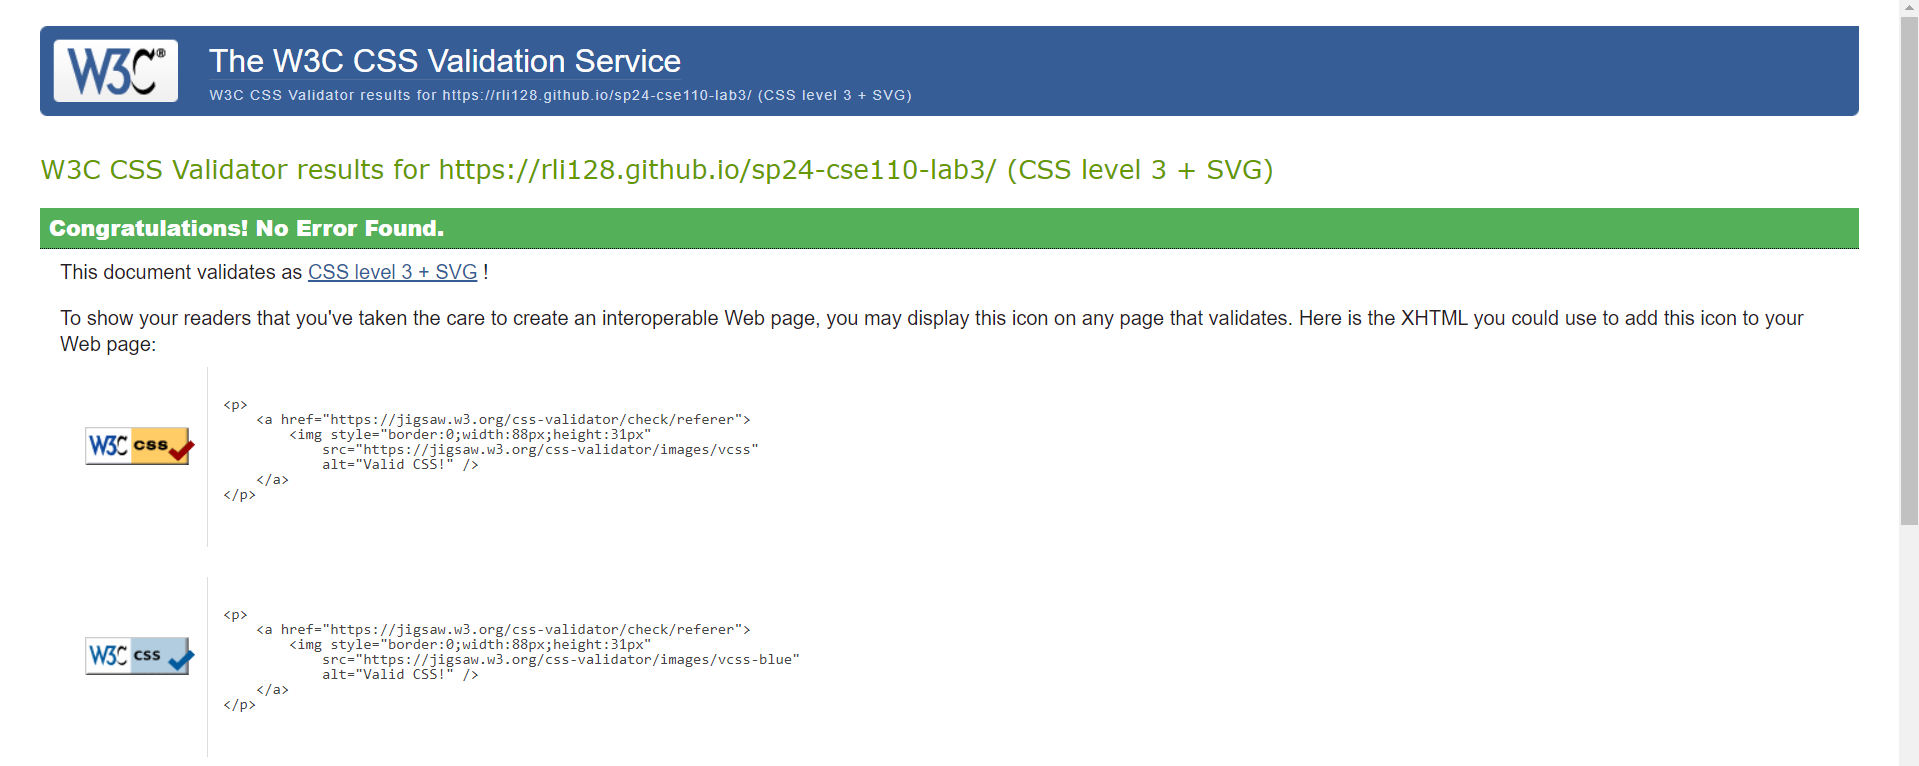 W3C®
The W3C CSS Validation Service
W3C CSS Validator results for https://rli128.github.io/sp24-cse110-lab3/ (CSS level 3 + SVG)
W3C CSS Validator results for https://rli128.github.io/sp24-cse110-lab3/ (CSS level 3 + SVG)
Congratulations! No Error Found.
This document validates as CSS level 3 + SVG !
To show your readers that you've taken the care to create an interoperable Web page, you may display this icon on any page that validates. Here is the XHTML you could use to add this icon to your
Web page:
W3C css
<p>
    <a href="https://jigsaw.w3.org/css-validator/check/referer">
        <img style="border:0;width:88px;height:31px"
            src="https://jigsaw.w3.org/css-validator/images/vcss"
            alt="Valid CSS!" />
    </a>
</p>
W3C css
<p>
    <a href="https://jigsaw.w3.org/css-validator/check/referer">
        <img style="border:0;width:88px;height:31px"
            src="https://jigsaw.w3.org/css-validator/images/vcss-blue"
            alt="Valid CSS!" />
    </a>
</p>